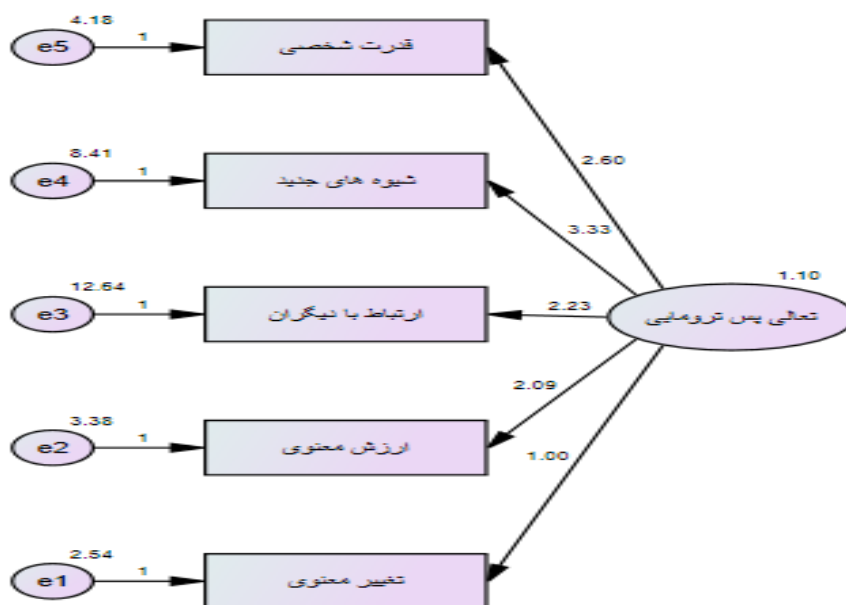 4.18
e5
1
قدرت شخصی
2.60
8.41
e4
1
شیوه های جدید
3.33
12.64
e3
1
ارتباط با دیگران
2.23
1.10
تعالی پس ترومایی
3.38
e2
1
ارزش معنوی
2.09
2.54
e1
1
تغییر معنوی
1.00